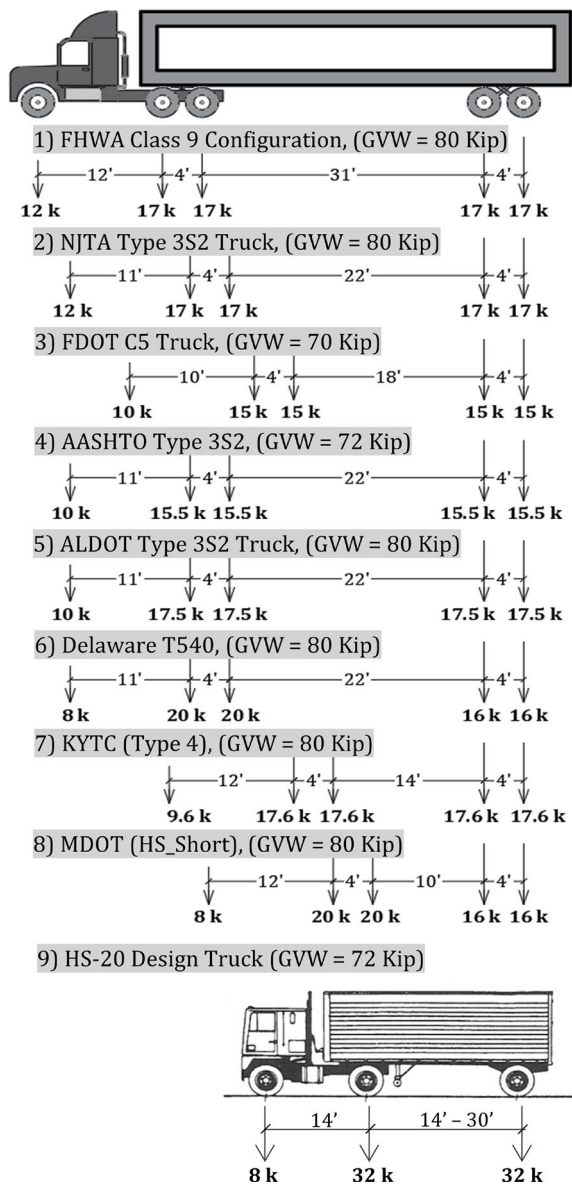 1) FHWA Class 9 Configuration, (GVW = 80 Kip)
12' 4' 31' 4'
12 k 17 k 17 k 17 k 17 k
2) NJTA Type 3S2 Truck, (GVW = 80 Kip)
11' 4' 22' 4'
12 k 17 k 17 k 17 k 17 k
3) FDOT C5 Truck, (GVW = 70 Kip)
10' 4' 18' 4'
10 k 15 k 15 k 15 k 15 k
4) AASHTO Type 3S2, (GVW = 72 Kip)
11' 4' 22' 4'
10 k 15.5 k 15.5 k 15.5 k 15.5 k
5) ALDOT Type 3S2 Truck, (GVW = 80 Kip)
11' 4' 22' 4'
10 k 17.5 k 17.5 k 17.5 k 17.5 k
6) Delaware T540, (GVW = 80 Kip)
11' 4' 22' 4'
8 k 20 k 20 k 16 k 16 k
7) KYTC (Type 4), (GVW = 80 Kip)
12' 4' 14' 4'
9.6 k 17.6 k 17.6 k 17.6 k 17.6 k
8) MDOT (HS_Short), (GVW = 80 Kip)
12' 4' 10' 4'
8 k 20 k 20 k 16 k 16 k
9) HS-20 Design Truck (GVW = 72 Kip)
14' 14' – 30'
8 k 32 k 32 k